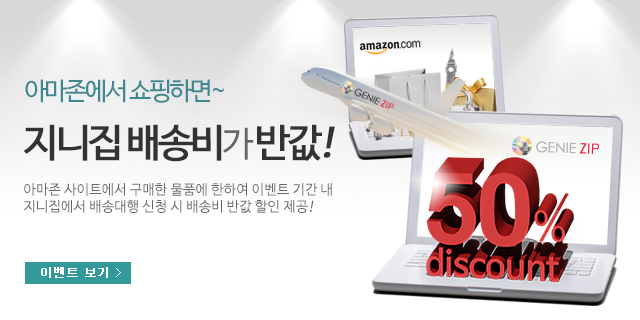 아마존에서 쇼핑하면~
지니집 배송비가 반값!
아마존 사이트에서 구매한 물품에 한하여 이벤트 기간 내
지니집에서 배송대행 신청 시 배송비 반값 할인 제공!
이벤트 보기 >
amazon.com
GENIE ZIP
GENIE ZIP
50%
discount